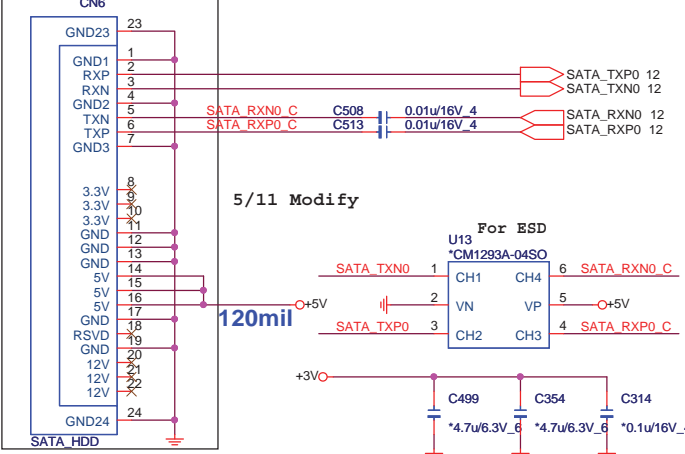 CN6
GND23 23
GND1 1
RXP 2
RXN 3
GND2 4
TXN 5
TXP 6
GND3 7
3.3V 8
3.3V 9
3.3V 10
GND 11
GND 12
GND 13
5V 14
5V 15
5V 16
GND 17
RSVD 18
GND 19
12V 20
12V 21
12V 22
GND24 24
SATA_HDD
SATA_TXP0 12
SATA_TXN0 12
SATA_RXN0_C C508 0.01u/16V_4 SATA_RXN0 12
SATA_RXP0_C C513 0.01u/16V_4 SATA_RXP0 12
5/11 Modify
+5V
120mil
For ESD
U13
*CM1293A-04SO
SATA_TXN0 1 CH1 CH4 6 SATA_RXN0_C
2 VN VP 5 +5V
SATA_TXP0 3 CH2 CH3 4 SATA_RXP0_C
+3V
C499 C354 C314
*4.7u/6.3V_6 *4.7u/6.3V_6 *0.1u/16V_4